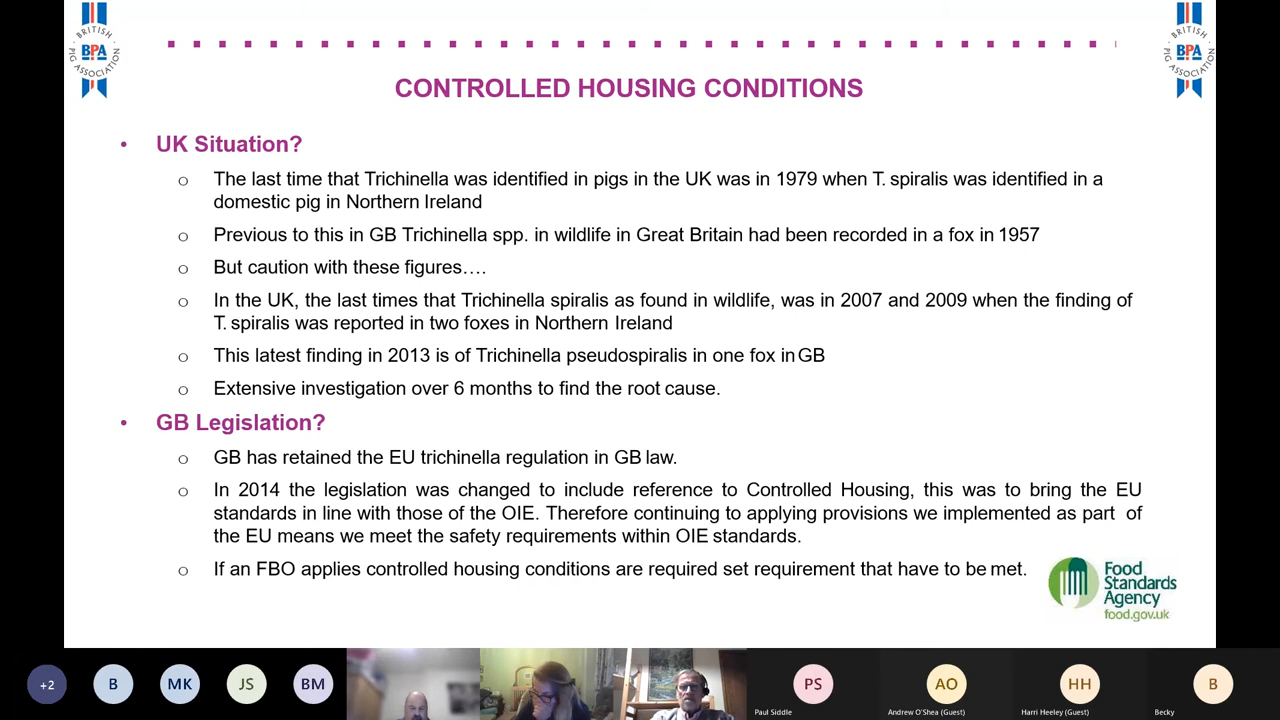 BRITISH
BPA
PIG ASSOCIATION
BRITISH
BPA
PIG ASSOCIATION
CONTROLLED HOUSING CONDITIONS
• UK Situation?
o The last time that Trichinella was identified in pigs in the UK was in 1979 when T. spiralis was identified in a
domestic pig in Northern Ireland
o Previous to this in GB Trichinella spp. in wildlife in Great Britain had been recorded in a fox in 1957
o But caution with these figures….
o In the UK, the last times that Trichinella spiralis as found in wildlife, was in 2007 and 2009 when the finding of
T. spiralis was reported in two foxes in Northern Ireland
o This latest finding in 2013 is of Trichinella pseudospiralis in one fox in GB
o Extensive investigation over 6 months to find the root cause.
• GB Legislation?
o GB has retained the EU trichinella regulation in GB law.
o In 2014 the legislation was changed to include reference to Controlled Housing, this was to bring the EU
standards in line with those of the OIE. Therefore continuing to applying provisions we implemented as part of
the EU means we meet the safety requirements within OIE standards.
o If an FBO applies controlled housing conditions are required set requirement that have to be met.
Food
Standards
Agency
food.gov.uk
+2
B
MK
JS
BM
PS
AO
HH
B
Paul Siddle
Andrew O'Shea (Guest)
Harri Heeley (Guest)
Becky